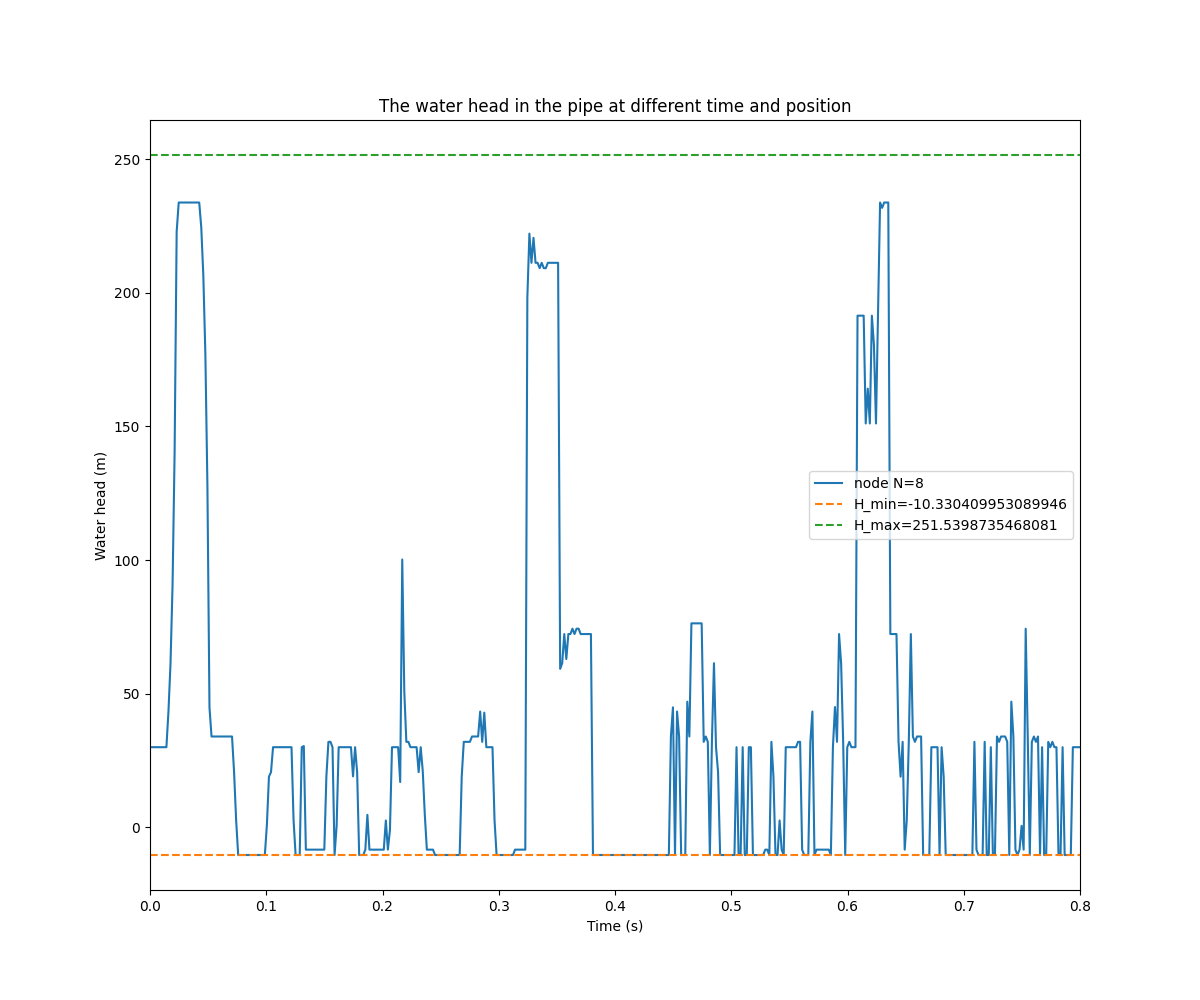 The water head in the pipe at different time and position
250
200
150
100
50
0
Water head (m)
node N=8
H_min=-10.330409953089946
H_max=251.5398735468081
0.0 0.1 0.2 0.3 0.4 0.5 0.6 0.7 0.8
Time (s)